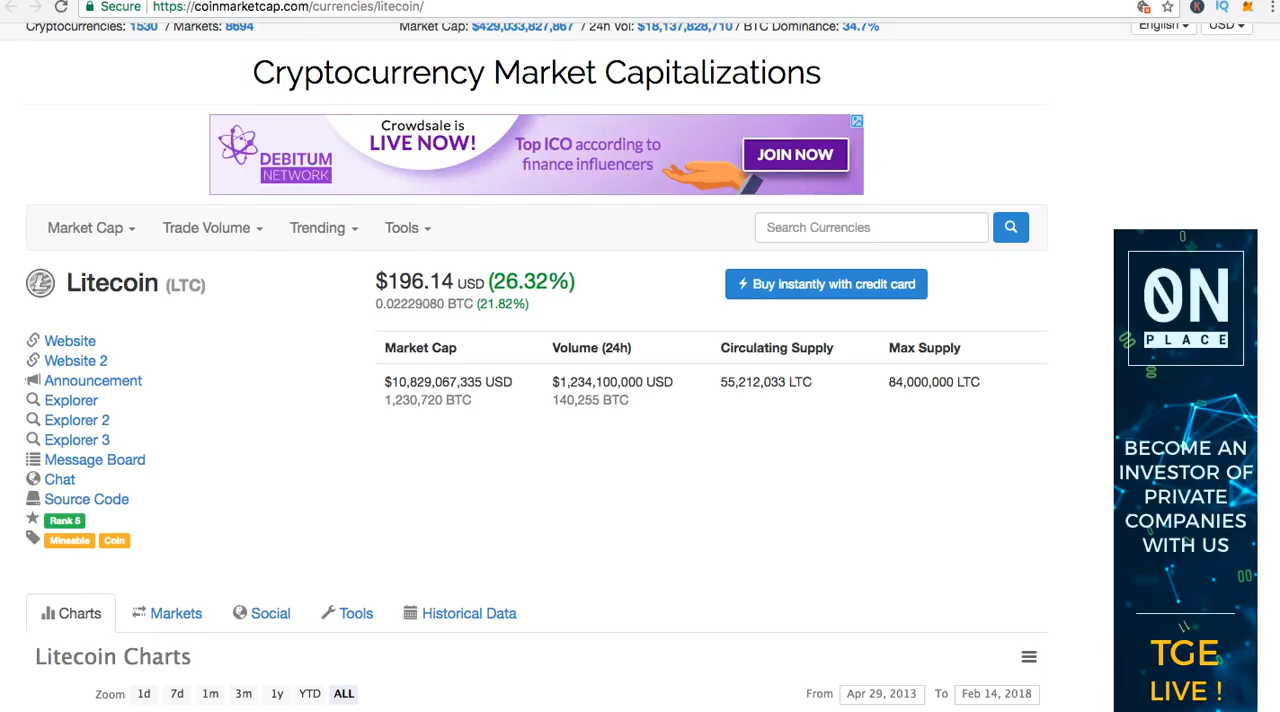 Secure | https://coinmarketcap.com/currencies/litecoin/
Cryptocurrencies: 1530 / Markets: 8694 Market Cap: $429,033,827,867 / 24h Vol: $18,137,828,710 / BTC Dominance: 34.7% English USD
Cryptocurrency Market Capitalizations
DEBITUM
NETWORK
Crowdsale is
LIVE NOW!
Top ICO according to
finance influencers
JOIN NOW
Market Cap Trade Volume Trending Tools Search Currencies
Litecoin (LTC)
$196.14 USD (26.32%)
0.02229080 BTC (21.82%)
Buy instantly with credit card
Website
Website 2
Announcement
Explorer
Explorer 2
Explorer 3
Message Board
Chat
Source Code
Rank 5
Mineable Coin
Market Cap Volume (24h) Circulating Supply Max Supply
$10,829,067,335 USD $1,234,100,000 USD 55,212,033 LTC 84,000,000 LTC
1,230,720 BTC 140,255 BTC
Charts Markets Social Tools Historical Data
Litecoin Charts
Zoom 1d 7d 1m 3m 1y YTD ALL From Apr 29, 2013 To Feb 14, 2018
0N
PLACE
BECOME AN
INVESTOR OF
PRIVATE
COMPANIES
WITH US
TGE
LIVE !